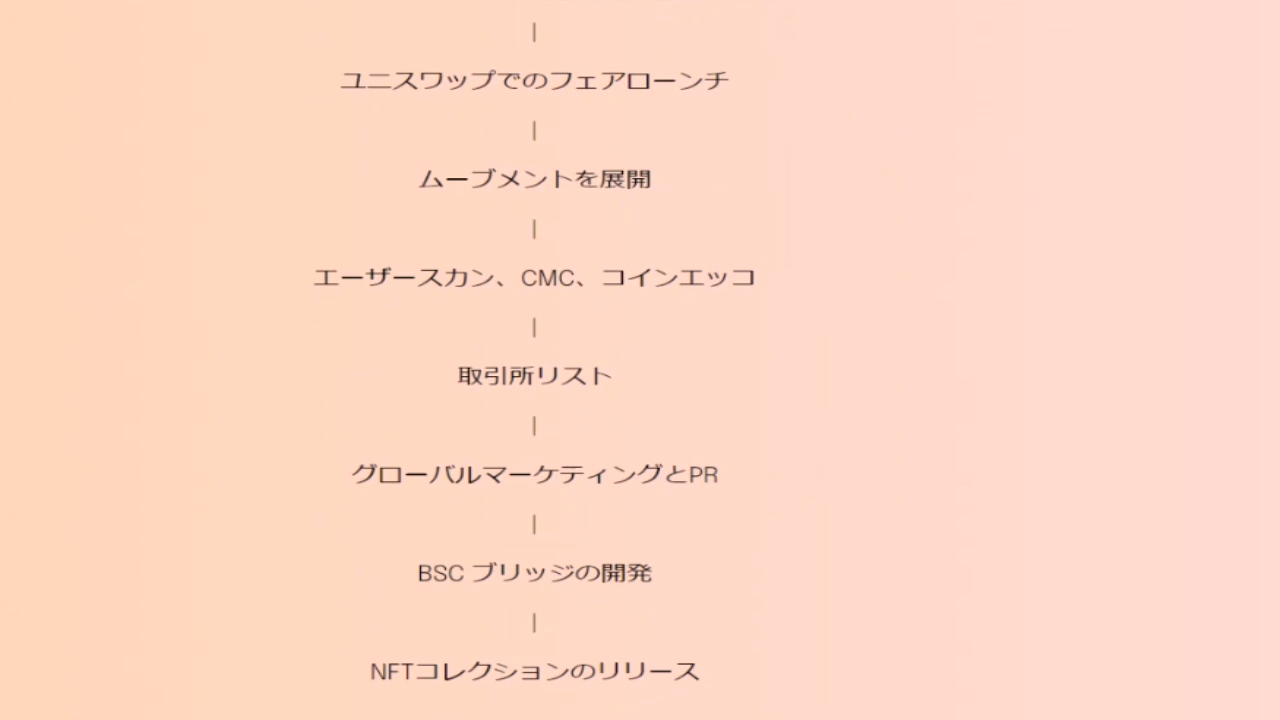 |
ユニスワップでのフェアローンチ
|
ムーブメントを展開
|
エーザースカン、CMC、コインエッコ
|
取引所リスト
|
グローバルマーケティングとPR
|
BSC ブリッジの開発
|
NFTコレクションのリリース